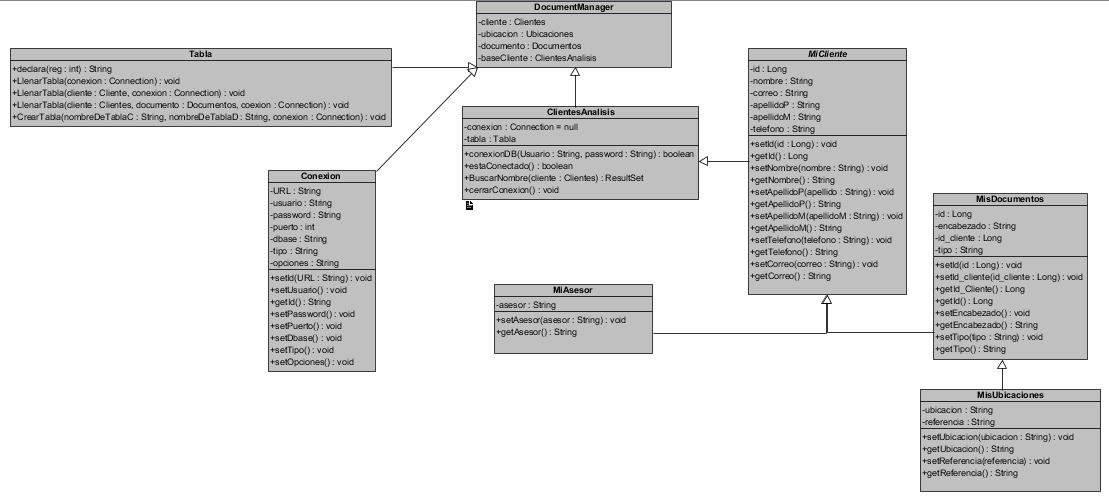 DocumentManager
-cliente : Clientes
-ubicacion : Ubicaciones
-documento : Documentos
-baseCliente : ClientesAnalisis
Tabla
+declara(reg : int) : String
+LlenarTabla(conexion : Connection) : void
+LlenarTabla(cliente : Cliente, conexion : Connection) : void
+LlenarTabla(cliente : Clientes, documento : Documentos, coexion : Connection) : void
+CrearTabla(nombreDeTablaC : String, nombreDeTablaD : String, conexion : Connection) : void
ClientesAnalisis
-conexion : Connection = null
-tabla : Tabla
+conexionDB(Usuario : String, password : String) : boolean
+estaConectado() : boolean
+BuscarNombre(cliente : Clientes) : ResultSet
+cerrarConexion() : void
MiCliente
-id : Long
-nombre : String
-correo : String
-apellidoP : String
-apellidoM : String
-telefono : String
+setId(id : Long) : void
+getId() : Long
+setNombre(nombre : String) : void
+getNombre() : String
+setApellidoP(apellido : String) : void
+getApellidoP() : String
+setApellidoM(apellidoM : String) : void
+getApellidoM() : String
+setTelefono(telefono : String) : void
+getTelefono() : String
+setCorreo(correo : String) : void
+getCorreo() : String
Conexion
-URL : String
-usuario : String
-password : String
-puerto : int
-dbase : String
-tipo : String
-opciones : String
+setId(URL : String) : void
+setUsuario() : void
+getId() : String
+setPassword() : void
+setPuerto() : void
+setDbase() : void
+setTipo() : void
+setOpciones() : void
MisDocumentos
-id : Long
-encabezado : String
-id_cliente : Long
-tipo : String
+setId(id : Long) : void
+setId_cliente(id_cliente : Long) : void
+getId_Cliente() : Long
+getId() : Long
+setEncabezado() : void
+getEncabezado() : String
+setTipo(tipo : String) : void
+getTipo() : String
MiAsesor
-asesor : String
+setAsesor(asesor : String) : void
+getAsesor() : String
MisUbicaciones
-ubicacion : String
-referencia : String
+setUbicacion(ubicacion : String) : void
+getUbicacion() : String
+setReferencia(referencia) : void
+getReferencia() : String